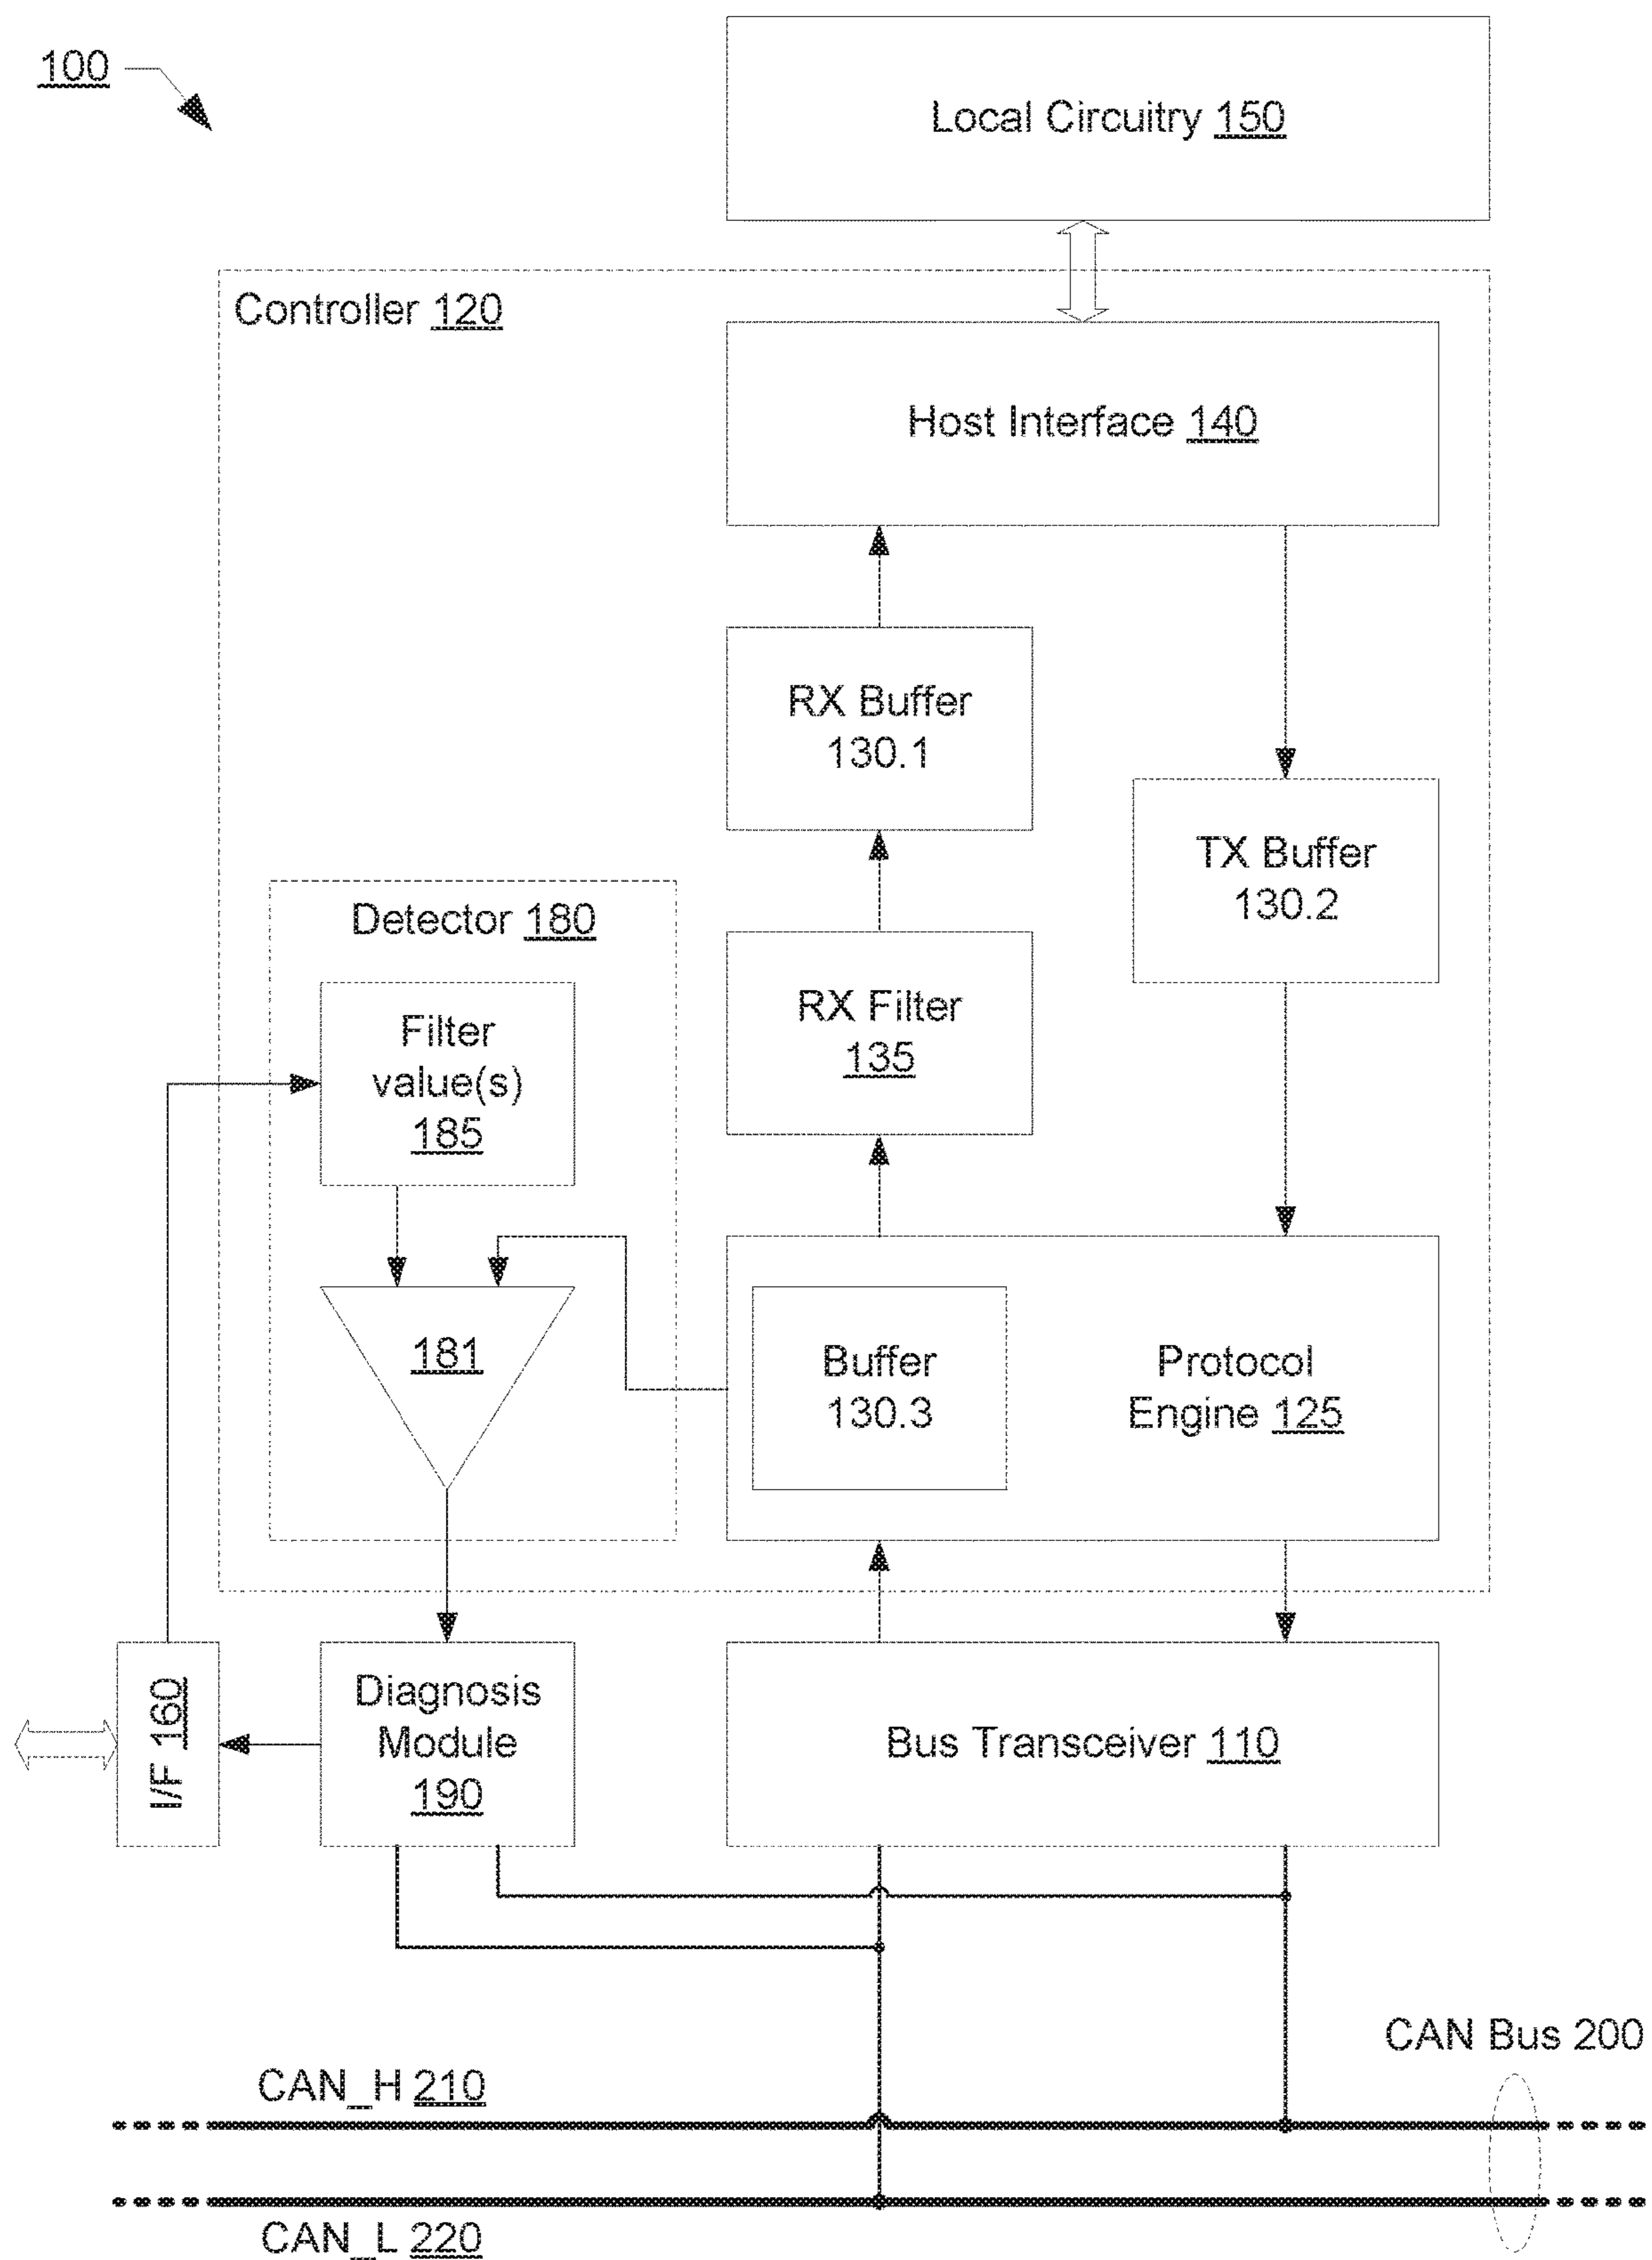 100
Local Circuitry 150
Controller 120
Host Interface 140
RX Buffer
130.1
TX Buffer
130.2
Detector 180
RX Filter
135
Filter
value(s)
185
181
Buffer
130.3
Protocol
Engine 125
I/F 160
Diagnosis
Module
190
Bus Transceiver 110
CAN Bus 200
CAN_H 210
CAN_L 220